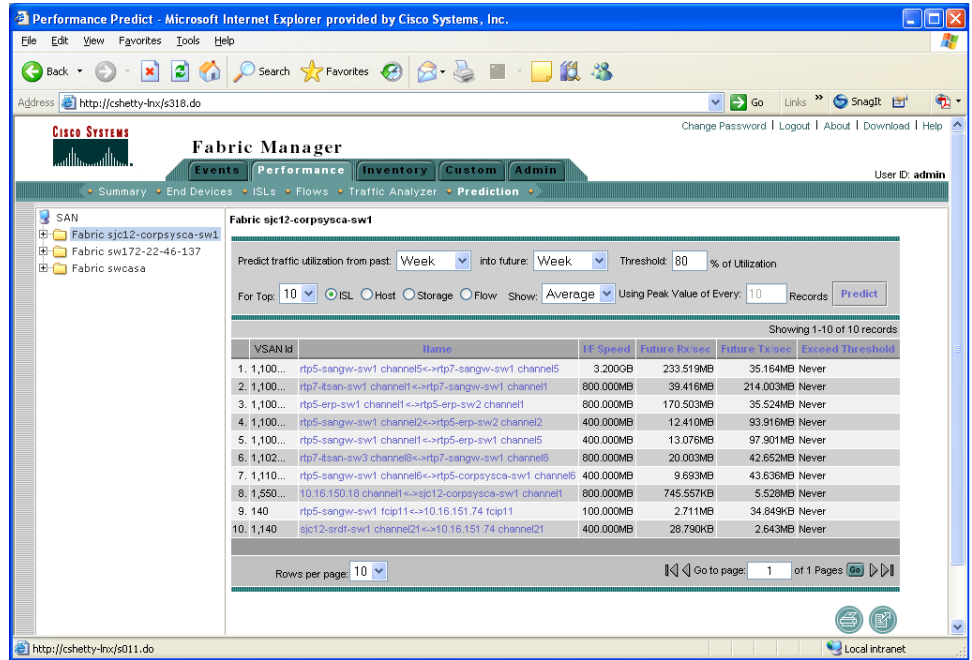 Performance Predict - Microsoft Internet Explorer provided by Cisco Systems, Inc.
File Edit View Favorites Tools Help
Back Search Favorites
Address http://cshetty-lnx/s318.do Go Links » SnagIt
Change Password | Logout | About | Download | Help
CISCO SYSTEMS
Fabric Manager
Events Performance Inventory Custom Admin
User ID: admin
Summary End Devices ISLs Flows Traffic Analyzer Prediction
SAN
Fabric sjc12-corpsysca-sw1
Fabric sw172-22-46-137
Fabric swcasa
Fabric sjc12-corpsysca-sw1
Predict traffic utilization from past: Week into future: Week Threshold: 80 % of Utilization
For Top: 10 ISL Host Storage Flow Show: Average Using Peak Value of Every: 10 Records Predict
Showing 1-10 of 10 records
VSAN Id Name I/F Speed Future Rx/sec Future Tx/sec Exceed Threshold
1. 1,100... rtp5-sangw-sw1 channel5<->rtp7-sangw-sw1 channel5 3.200GB 233.519MB 35.164MB Never
2. 1,100... rtp7-itsan-sw1 channel1<->rtp7-sangw-sw1 channel1 800.000MB 39.416MB 214.003MB Never
3. 1,100... rtp5-erp-sw1 channel1<->rtp5-erp-sw2 channel1 800.000MB 170.503MB 35.524MB Never
4. 1,100... rtp5-sangw-sw1 channel2<->rtp5-erp-sw2 channel2 400.000MB 12.410MB 93.916MB Never
5. 1,100... rtp5-sangw-sw1 channel1<->rtp5-erp-sw1 channel5 400.000MB 13.076MB 97.901MB Never
6. 1,102... rtp7-itsan-sw3 channel8<->rtp7-sangw-sw1 channel8 800.000MB 20.003MB 42.652MB Never
7. 1,110... rtp5-sangw-sw1 channel6<->rtp5-corpsysca-sw1 channel6 400.000MB 9.693MB 43.636MB Never
8. 1,550... 10.16.150.18 channel1<->sjc12-corpsysca-sw1 channel1 800.000MB 745.557KB 5.528MB Never
9. 140 rtp5-sangw-sw1 fcip11<->10.16.151.74 fcip11 100.000MB 2.711MB 34.849KB Never
10. 1,140 sjc12-srdf-sw1 channel21<->10.16.151.74 channel21 400.000MB 28.790KB 2.643MB Never
Rows per page: 10 Go to page: 1 of 1 Pages Go
http://cshetty-lnx/s011.do Local intranet